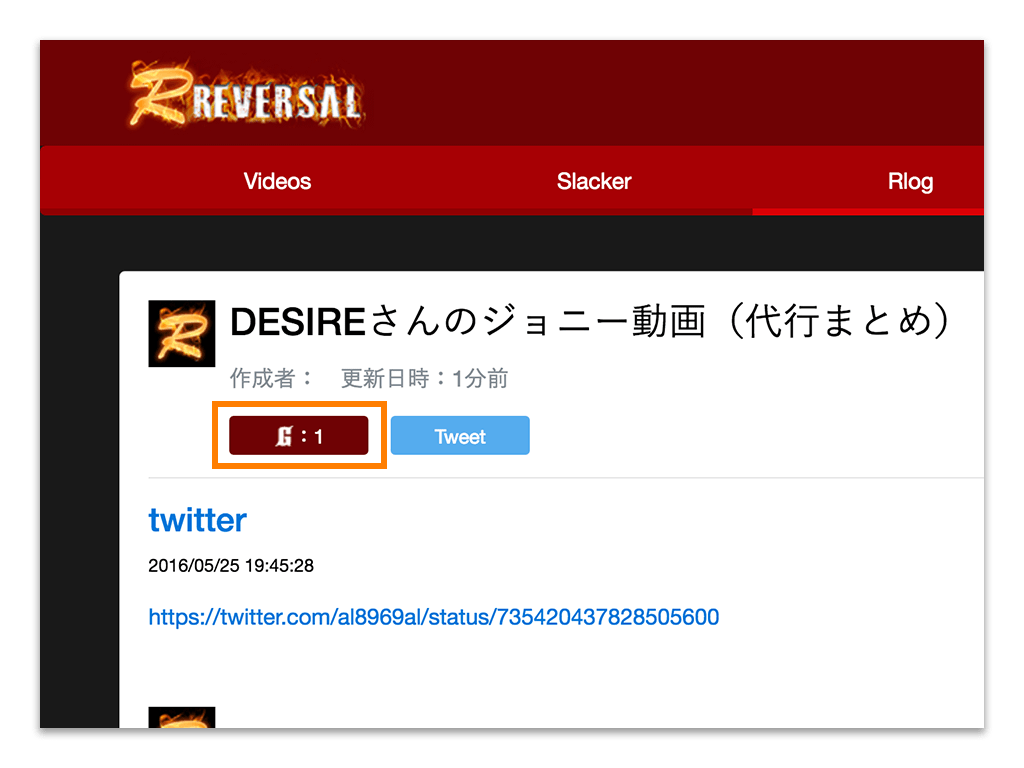 R REVERSAL
Videos Slacker Rlog
DESIREさんのジョニー動画（代行まとめ）
作成者： 更新日時：1分前
G：1 Tweet
twitter
2016/05/25 19:45:28
https://twitter.com/al8969al/status/735420437828505600